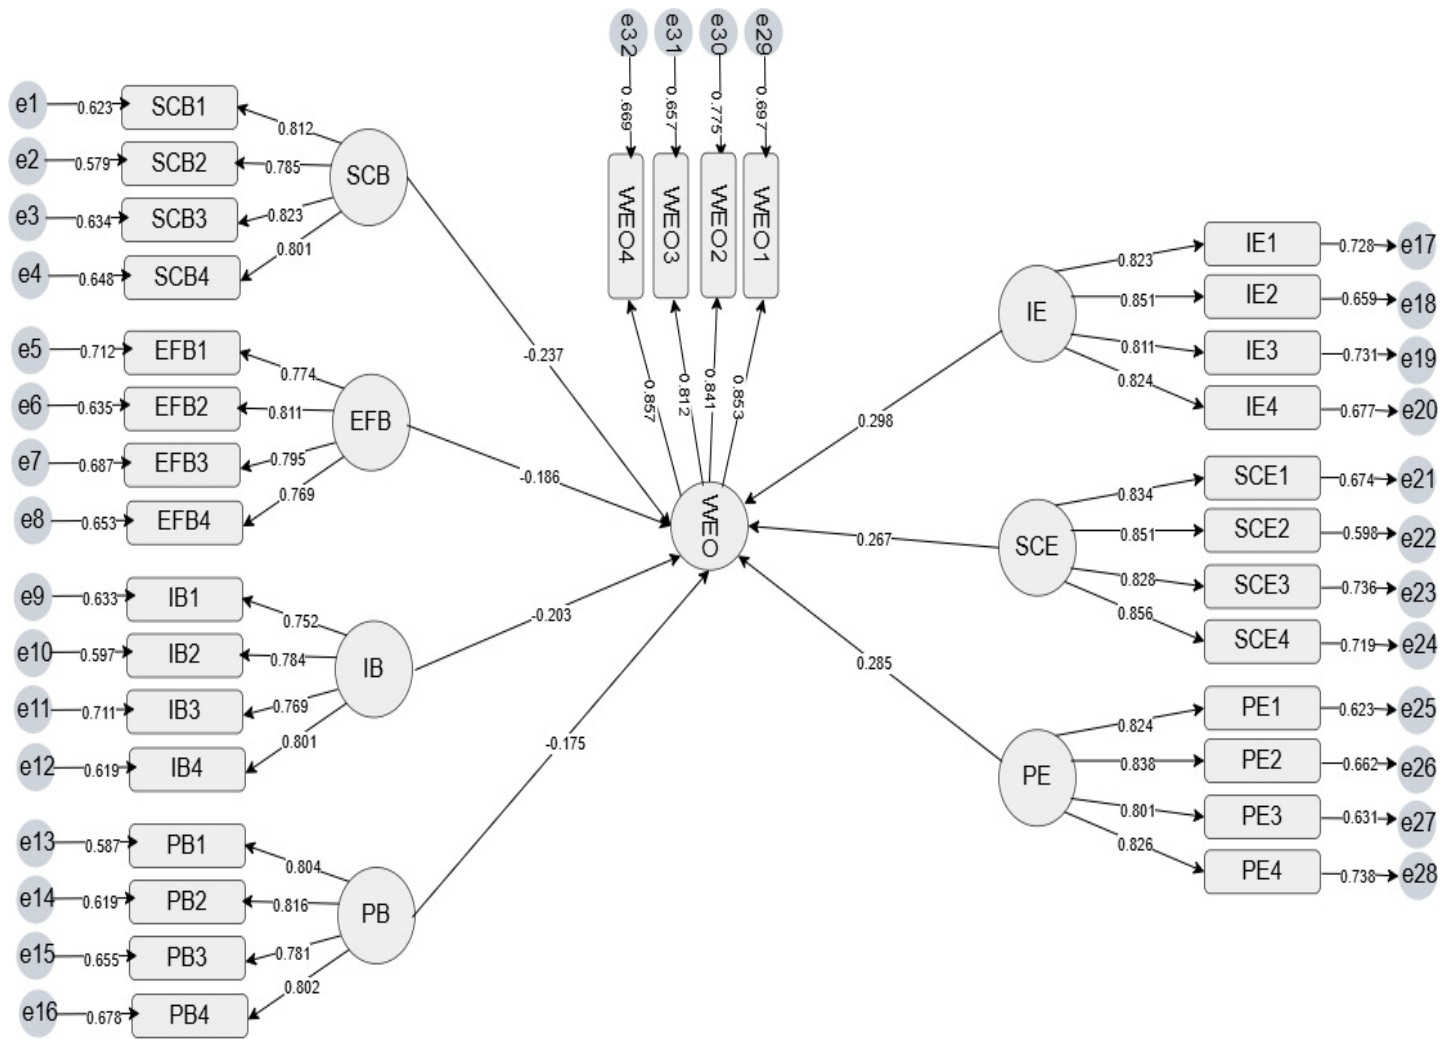 e32 e31 e30 e29
0.669 0.657 0.775 0.697
WEO4 WEO3 WEO2 WEO1
0.857 0.812 0.841 0.853
WEO
e1 0.623 SCB1 0.812
e2 0.579 SCB2 0.785
e3 0.634 SCB3 0.823
e4 0.648 SCB4 0.801
SCB
-0.237
e5 0.712 EFB1 0.774
e6 0.635 EFB2 0.811
e7 0.687 EFB3 0.795
e8 0.653 EFB4 0.769
EFB
-0.186
e9 0.633 IB1 0.752
e10 0.597 IB2 0.784
e11 0.711 IB3 0.769
e12 0.619 IB4 0.801
IB
-0.203
e13 0.587 PB1 0.804
e14 0.619 PB2 0.816
e15 0.655 PB3 0.781
e16 0.678 PB4 0.802
PB
-0.175
IE
0.298
0.823 IE1 0.728 e17
0.851 IE2 0.659 e18
0.811 IE3 0.731 e19
0.824 IE4 0.677 e20
SCE
0.267
0.834 SCE1 0.674 e21
0.851 SCE2 0.598 e22
0.828 SCE3 0.736 e23
0.856 SCE4 0.719 e24
PE
0.285
0.824 PE1 0.623 e25
0.838 PE2 0.662 e26
0.801 PE3 0.631 e27
0.826 PE4 0.738 e28